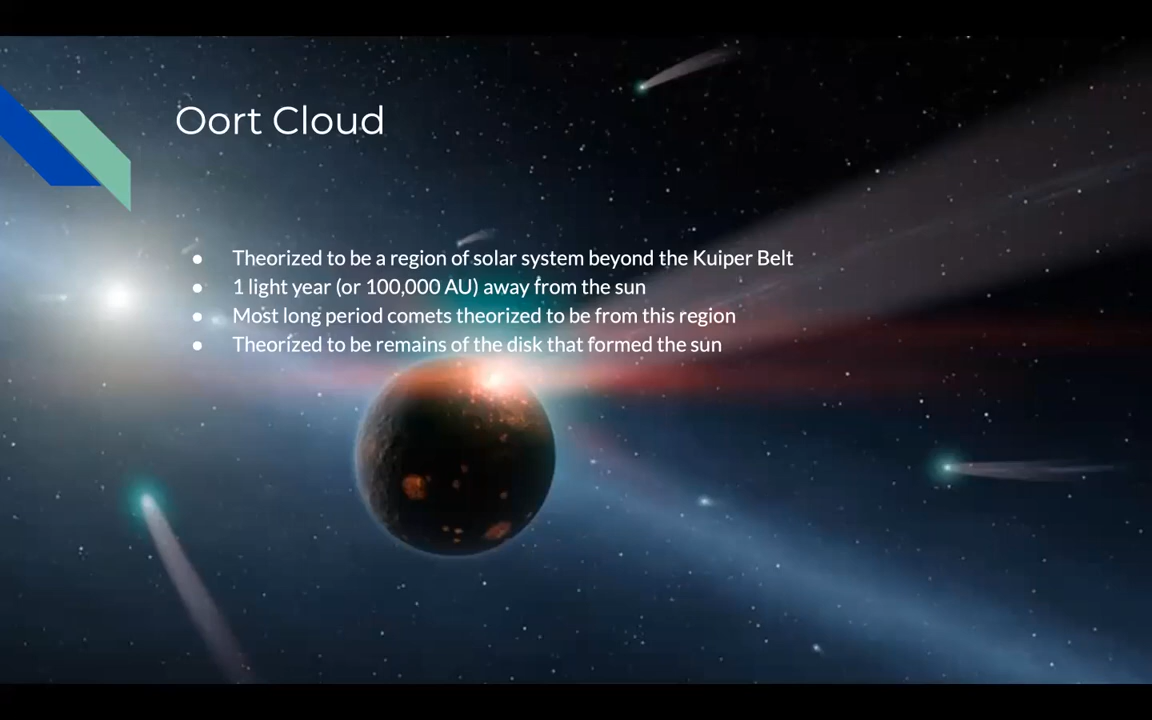 Oort Cloud
● Theorized to be a region of solar system beyond the Kuiper Belt
● 1 light year (or 100,000 AU) away from the sun
● Most long period comets theorized to be from this region
● Theorized to be remains of the disk that formed the sun